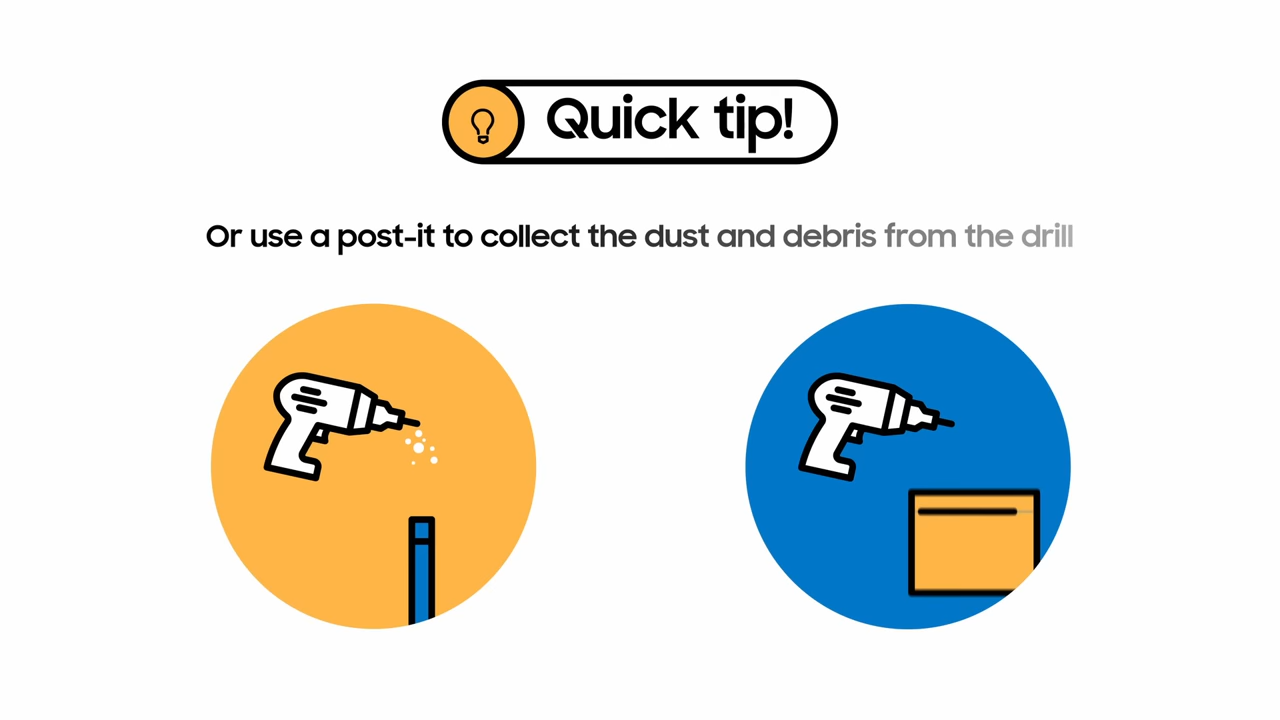 Quick tip!
Or use a post-it to collect the dust and debris from the drill